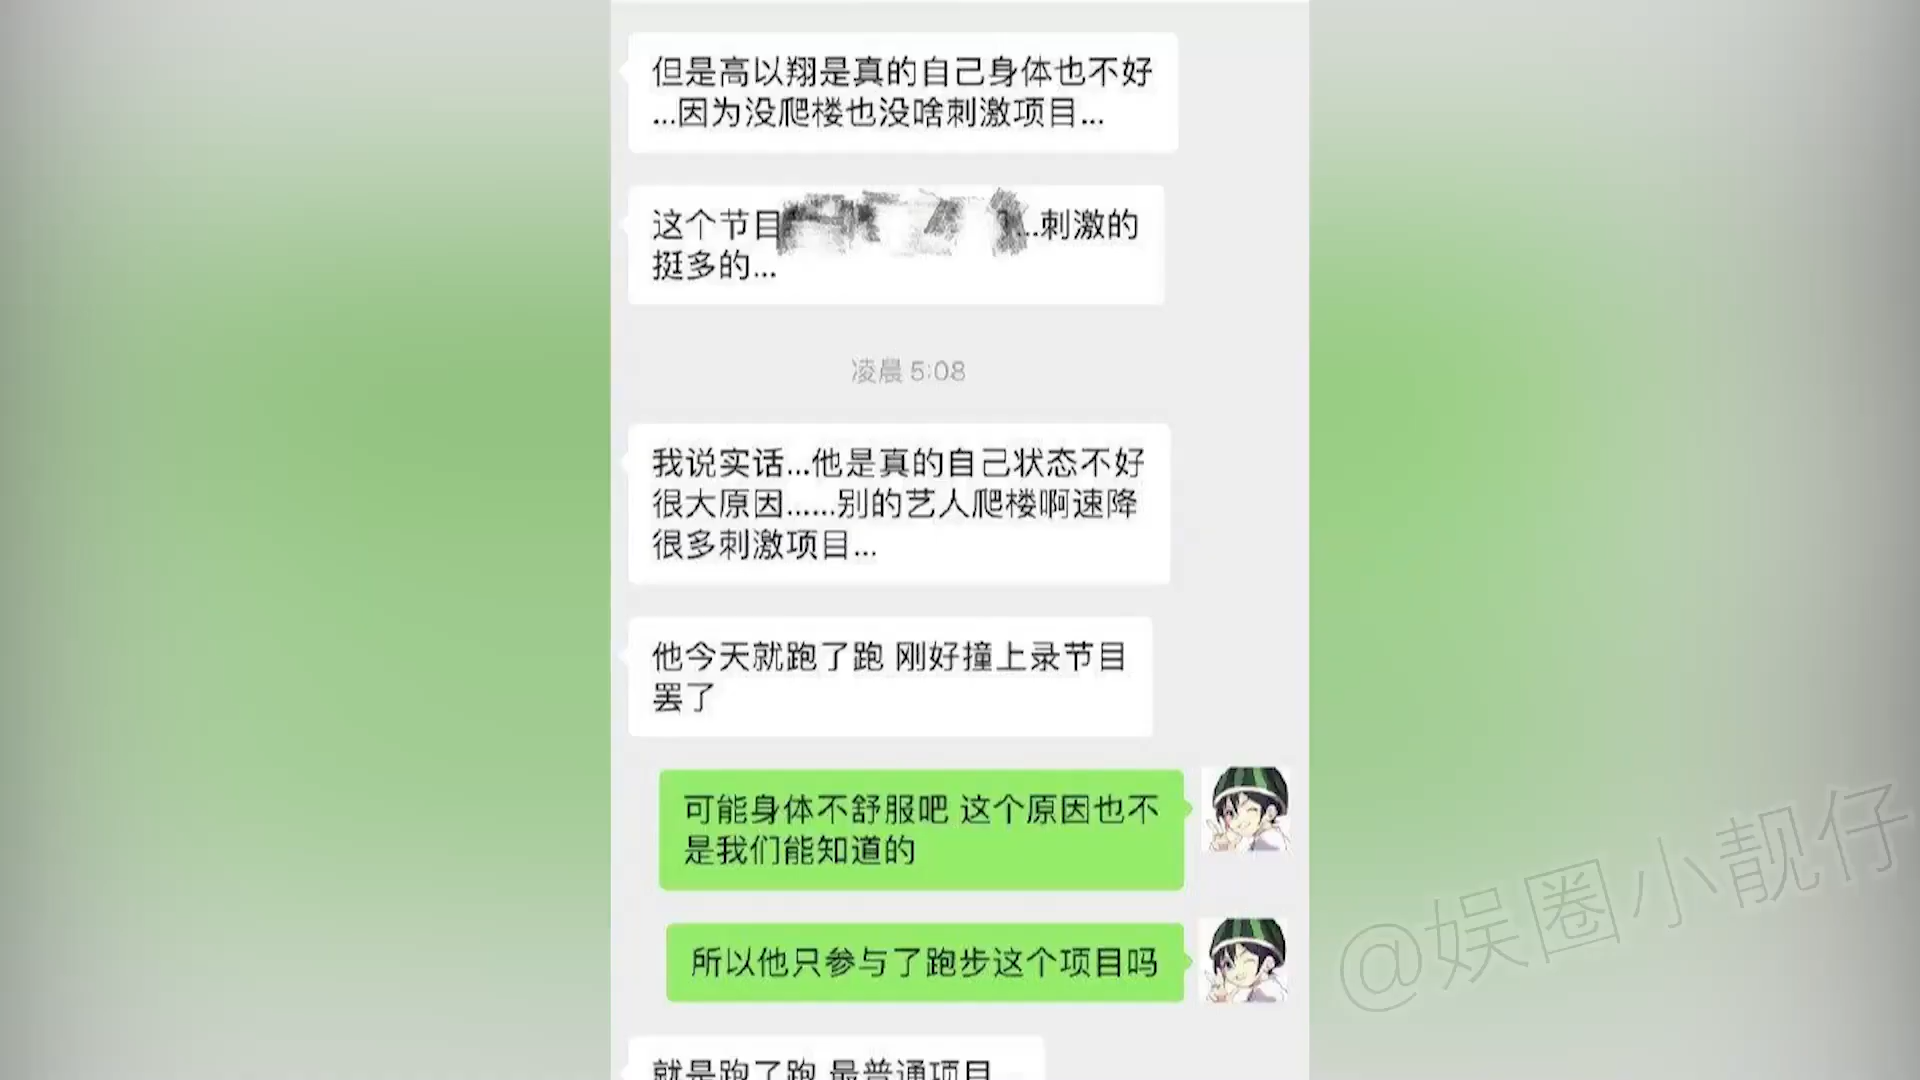 但是高以翔是真的自己身体也不好
...因为没爬楼也没啥刺激项目...
这个节目...刺激的
挺多的...
凌晨 5:08
我说实话...他是真的自己状态不好
很大原因......别的艺人爬楼啊速降
很多刺激项目...
他今天就跑了跑 刚好撞上录节目
罢了
可能身体不舒服吧 这个原因也不
是我们能知道的
所以他只参与了跑步这个项目吗
就是跑了跑 最普通项目
@娱圈小靓仔